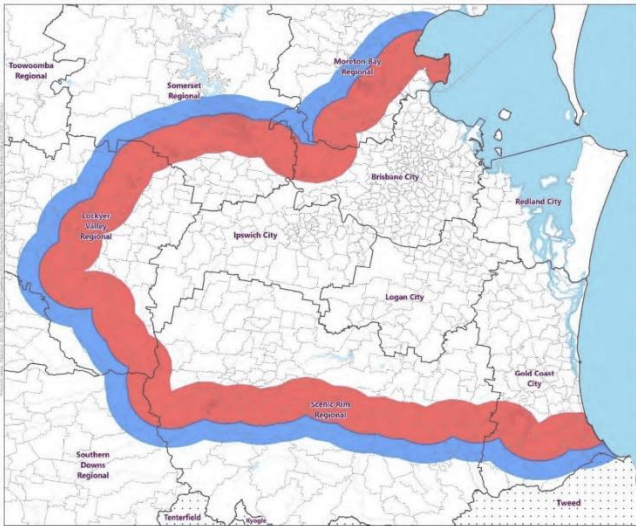 Toowoomba
Regional
Somerset
Regional
Moreton Bay
Regional
Brisbane City
Redland City
Lockyer
Valley
Regional
Ipswich City
Logan City
Gold Coast
City
Scenic Rim
Regional
Southern
Downs
Regional
Tenterfield
Kyogle
Tweed